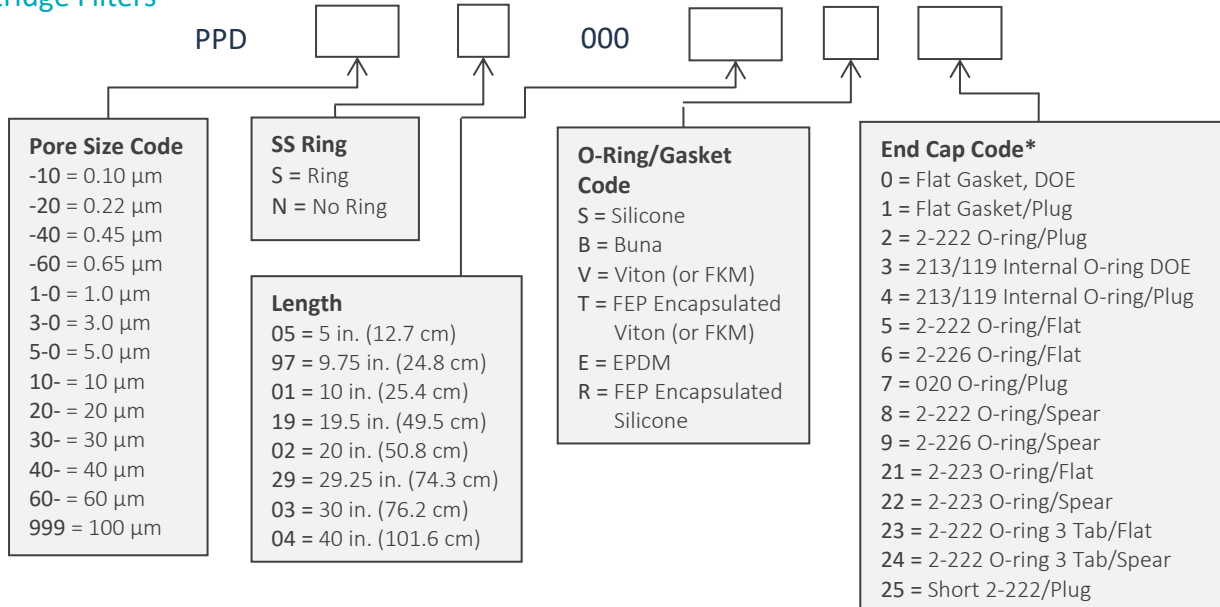 Filters
PPD 000
Pore Size Code
-10 = 0.10 µm
-20 = 0.22 µm
-40 = 0.45 µm
-60 = 0.65 µm
1-0 = 1.0 µm
3-0 = 3.0 µm
5-0 = 5.0 µm
10- = 10 µm
20- = 20 µm
30- = 30 µm
40- = 40 µm
60- = 60 µm
999 = 100 µm
SS Ring
S = Ring
N = No Ring
Length
05 = 5 in. (12.7 cm)
97 = 9.75 in. (24.8 cm)
01 = 10 in. (25.4 cm)
19 = 19.5 in. (49.5 cm)
02 = 20 in. (50.8 cm)
29 = 29.25 in. (74.3 cm)
03 = 30 in. (76.2 cm)
04 = 40 in. (101.6 cm)
O-Ring/Gasket
Code
S = Silicone
B = Buna
V = Viton (or FKM)
T = FEP Encapsulated
Viton (or FKM)
E = EPDM
R = FEP Encapsulated
Silicone
End Cap Code*
0 = Flat Gasket, DOE
1 = Flat Gasket/Plug
2 = 2-222 O-ring/Plug
3 = 213/119 Internal O-ring DOE
4 = 213/119 Internal O-ring/Plug
5 = 2-222 O-ring/Flat
6 = 2-226 O-ring/Flat
7 = 020 O-ring/Plug
8 = 2-222 O-ring/Spear
9 = 2-226 O-ring/Spear
21 = 2-223 O-ring/Flat
22 = 2-223 O-ring/Spear
23 = 2-222 O-ring 3 Tab/Flat
24 = 2-222 O-ring 3 Tab/Spear
25 = Short 2-222/Plug